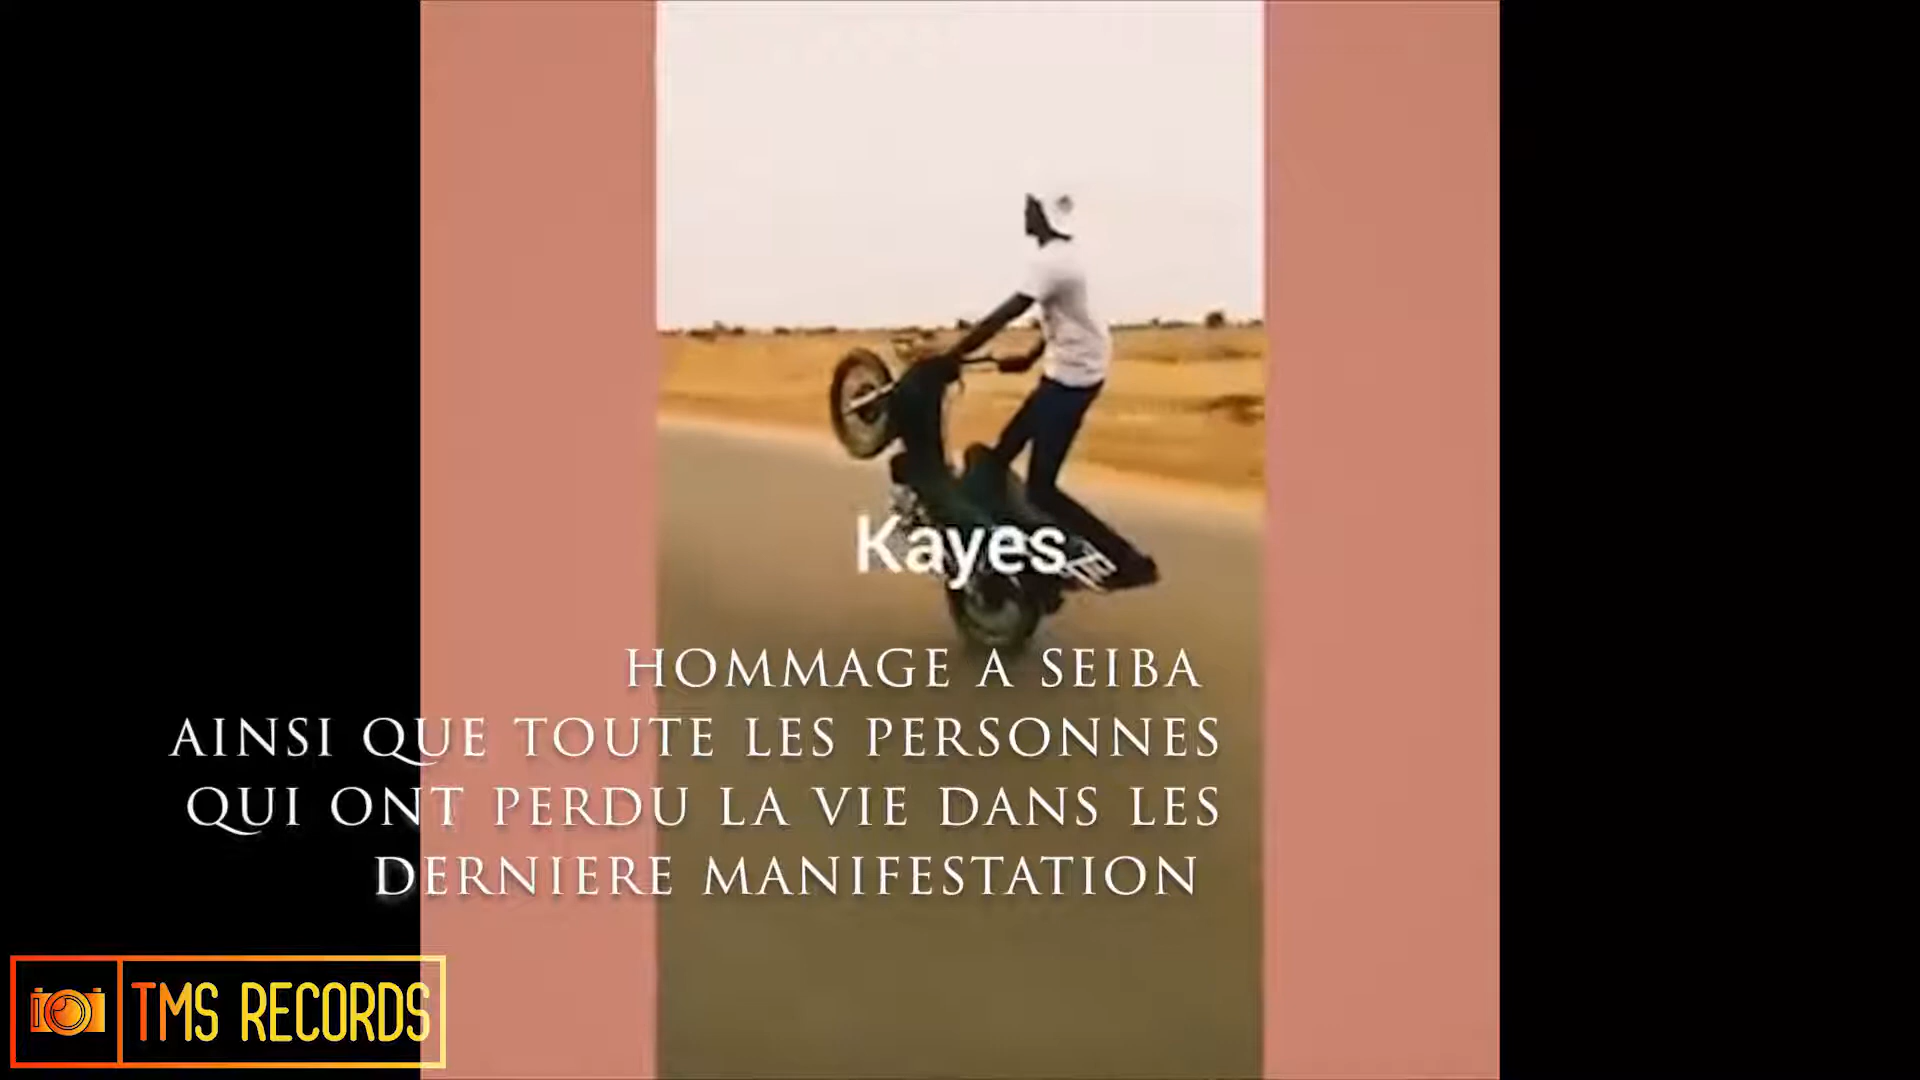 Kayes
HOMMAGE A SEIBA
AINSI QUE TOUTE LES PERSONNES
QUI ONT PERDU LA VIE DANS LES
DERNIERE MANIFESTATION
TMS RECORDS